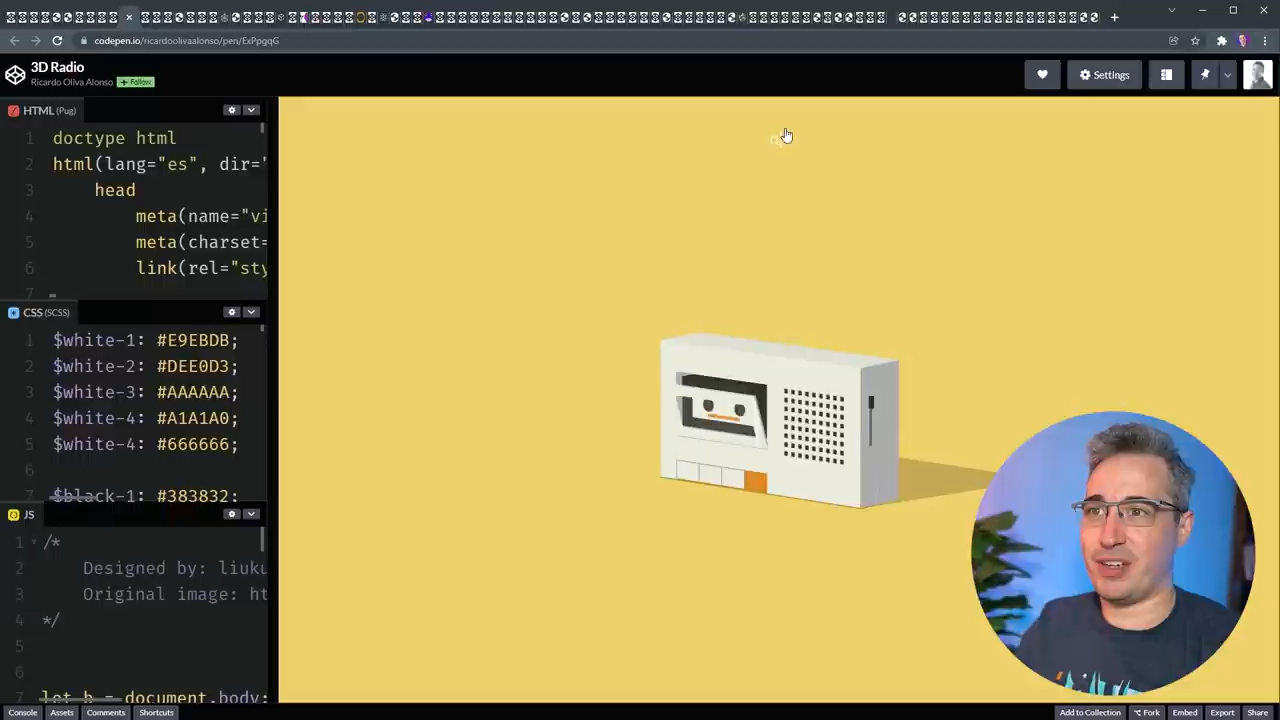 codepen.io/ricardoolivaalonso/pen/ExPpgqG
3D Radio
Ricardo Oliva Alonso
+ Follow
Settings
HTML (Pug)
1 doctype html
2 html(lang="es", dir="
3 head
4 meta(name="vi
5 meta(charset=
6 link(rel="sty
7
CSS (SCSS)
1 $white-1: #E9EBDB;
2 $white-2: #DEE0D3;
3 $white-3: #AAAAAA;
4 $white-4: #A1A1A0;
5 $white-4: #666666;
6
7 $black-1: #383832;
JS
1 /*
2 Designed by: liuku
3 Original image: ht
4 */
5
6
7 let h = document.body;
Console
Assets
Comments
Shortcuts
Add to Collection
Fork
Embed
Export
Share